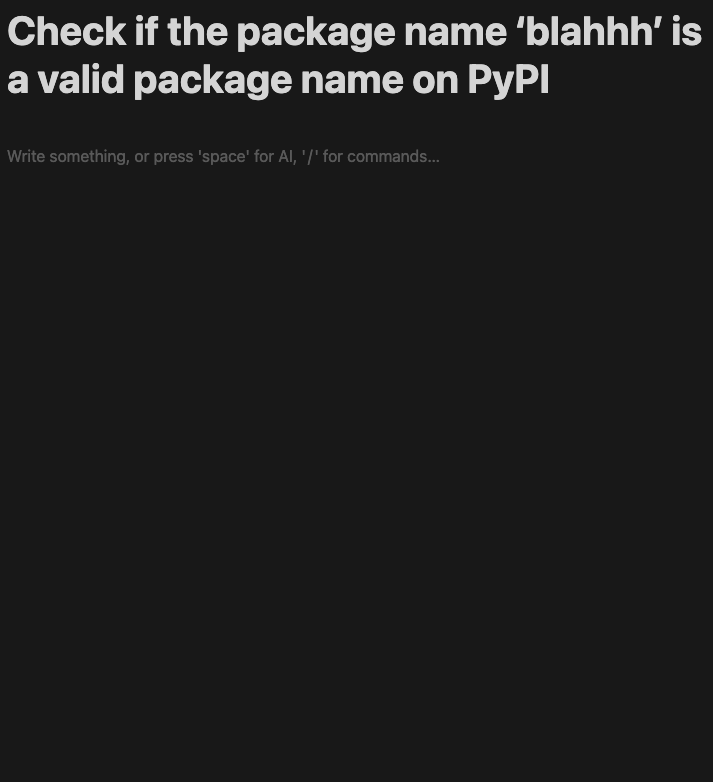 Check if the package name ‘blahhh’ is
a valid package name on PyPI
Write something, or press 'space' for AI, '/' for commands...